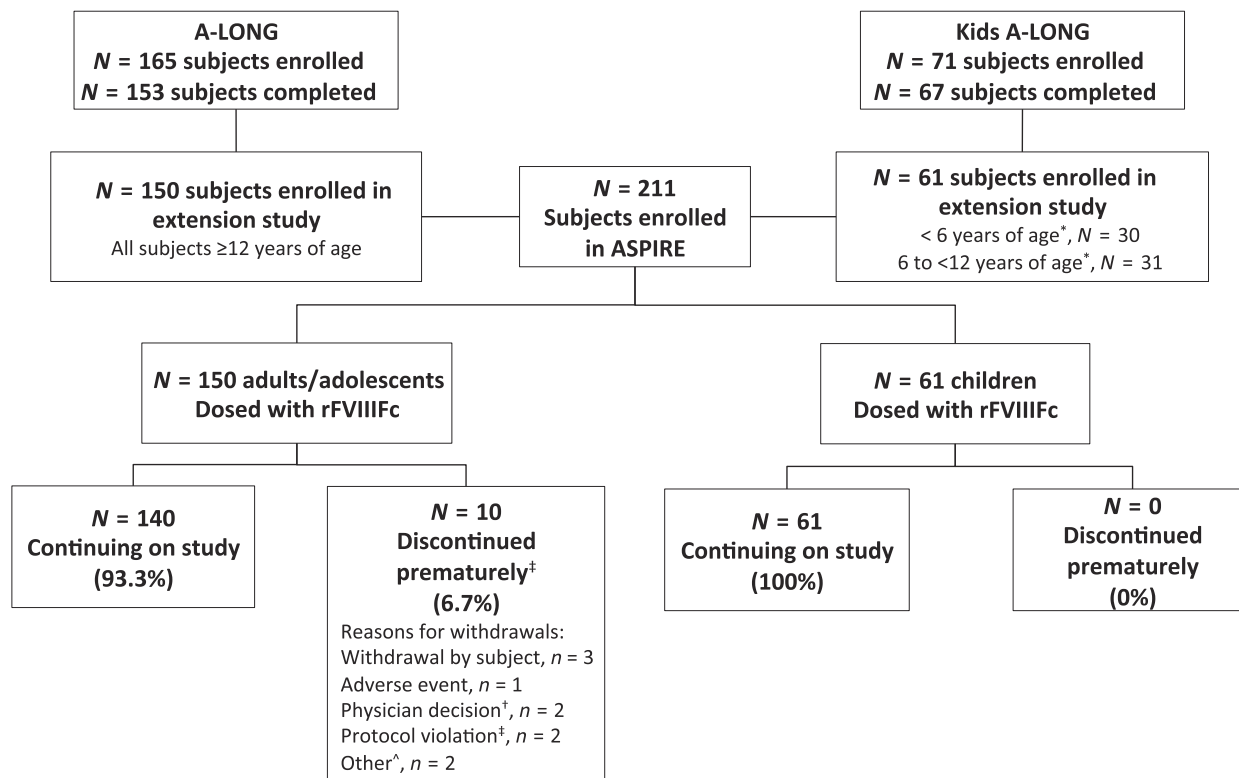 A-LONG
N = 165 subjects enrolled
N = 153 subjects completed
Kids A-LONG
N = 71 subjects enrolled
N = 67 subjects completed
N = 150 subjects enrolled in
extension study
All subjects ≥12 years of age
N = 211
Subjects enrolled
in ASPIRE
N = 61 subjects enrolled in
extension study
< 6 years of age*, N = 30
6 to <12 years of age*, N = 31
N = 150 adults/adolescents
Dosed with rFVIIIFc
N = 61 children
Dosed with rFVIIIFc
N = 140
Continuing on study
(93.3%)
N = 10
Discontinued
prematurely‡
(6.7%)
Reasons for withdrawals:
Withdrawal by subject, n = 3
Adverse event, n = 1
Physician decision†, n = 2
Protocol violation‡, n = 2
Other^, n = 2
N = 61
Continuing on study
(100%)
N = 0
Discontinued
prematurely
(0%)